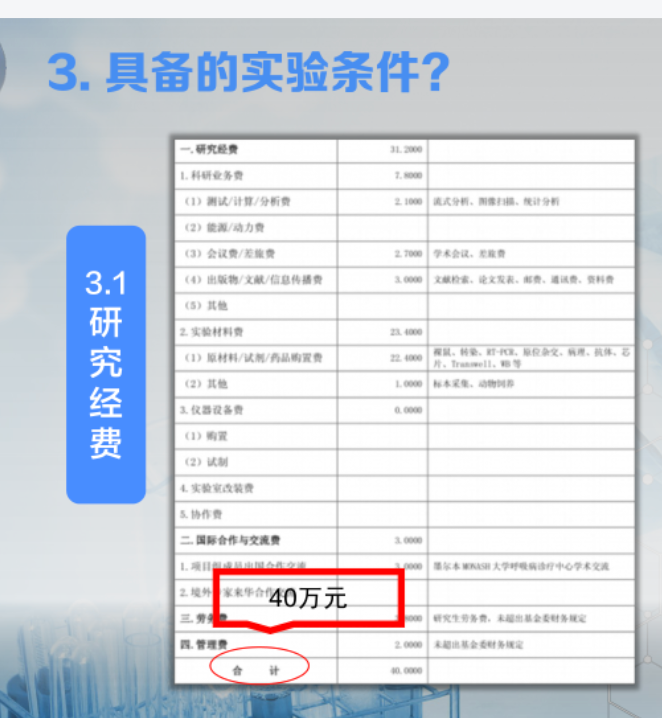 3. 具备的实验条件?
3.1
研
究
经
费
一. 研究经费 31.2000
1. 科研业务费 7.8000
(1) 测试/计算/分析费 2.1000 流式分析、图像扫描、统计分析
(2) 能源/动力费
(3) 会议费/差旅费 2.7000 学术会议、差旅费
(4) 出版物/文献/信息传播费 3.0000 文献检索、论文发表、邮费、通讯费、资料费
(5) 其他
2. 实验材料费 23.4000
(1) 原材料/试剂/药品购置费 22.4000 裸鼠、转染、RT-PCR、原位杂交、病理、抗体、芯
片、Transwell、WB 等
(2) 其他 1.0000 标本采集、动物饲养
3. 仪器设备费 0.0000
(1) 购置
(2) 试制
4. 实验室改装费
5. 协作费
二. 国际合作与交流费 3.0000
1. 项目组成员出国合作交流 3.0000 墨尔本 MONASH 大学呼吸病诊疗中心学术交流
2. 境外 家来华合作
40万元
三. 劳务费 8000 研究生劳务费, 未超出基金委财务规定
四. 管理费 2.0000 未超出基金委财务规定
合 计 40.0000